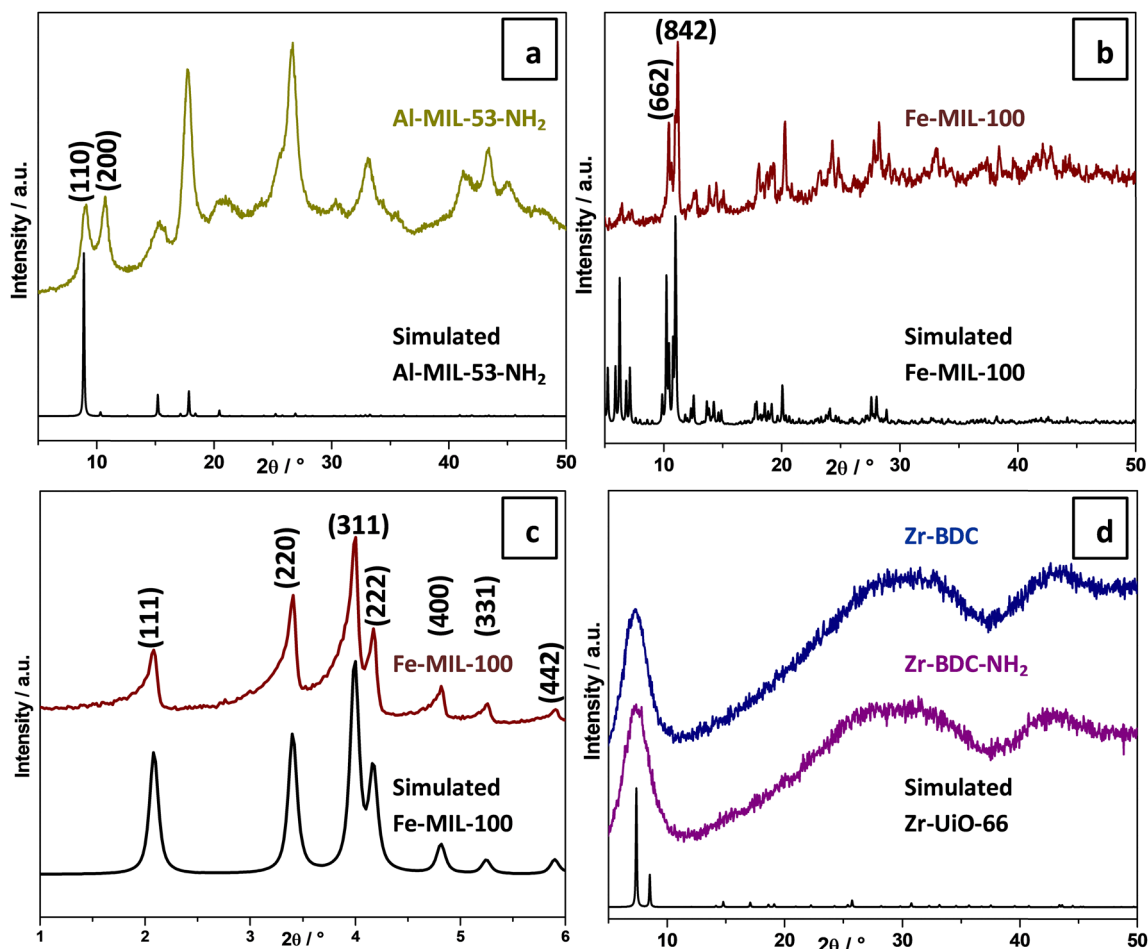 a
(110)
(200)
Al-MIL-53-NH₂
Simulated
Al-MIL-53-NH₂
Intensity / a.u.
10 20 30 40 50
2θ / °
b
(842)
(662)
Fe-MIL-100
Simulated
Fe-MIL-100
Intensity / a.u.
10 20 30 40 50
2θ / °
c
(111)
(220)
(311)
(222)
(400)
(331)
(442)
Fe-MIL-100
Simulated
Fe-MIL-100
Intensity / a.u.
1 2 3 4 5 6
2θ / °
d
Zr-BDC
Zr-BDC-NH₂
Simulated
Zr-UiO-66
Intensity / a.u.
10 20 30 40 50
2θ / °